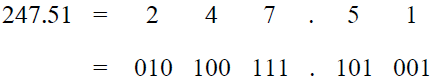 247.51 = 2 4 7 . 5 1
= 010 100 111 . 101 001